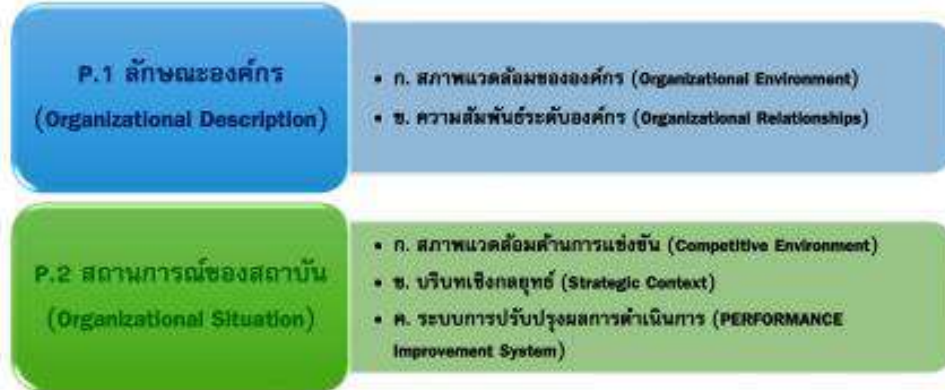 P.1 ลักษณะองค์กร
(Organizational Description)
• ก. สภาพแวดล้อมขององค์กร (Organizational Environment)
• ข. ความสัมพันธ์ระดับองค์กร (Organizational Relationships)
P.2 สถานการณ์ของสถาบัน
(Organizational Situation)
• ก. สภาพแวดล้อมด้านการแข่งขัน (Competitive Environment)
• ข. บริบทเชิงกลยุทธ์ (Strategic Context)
• ค. ระบบการปรับปรุงผลการดำเนินการ (PERFORMANCE
Improvement System)